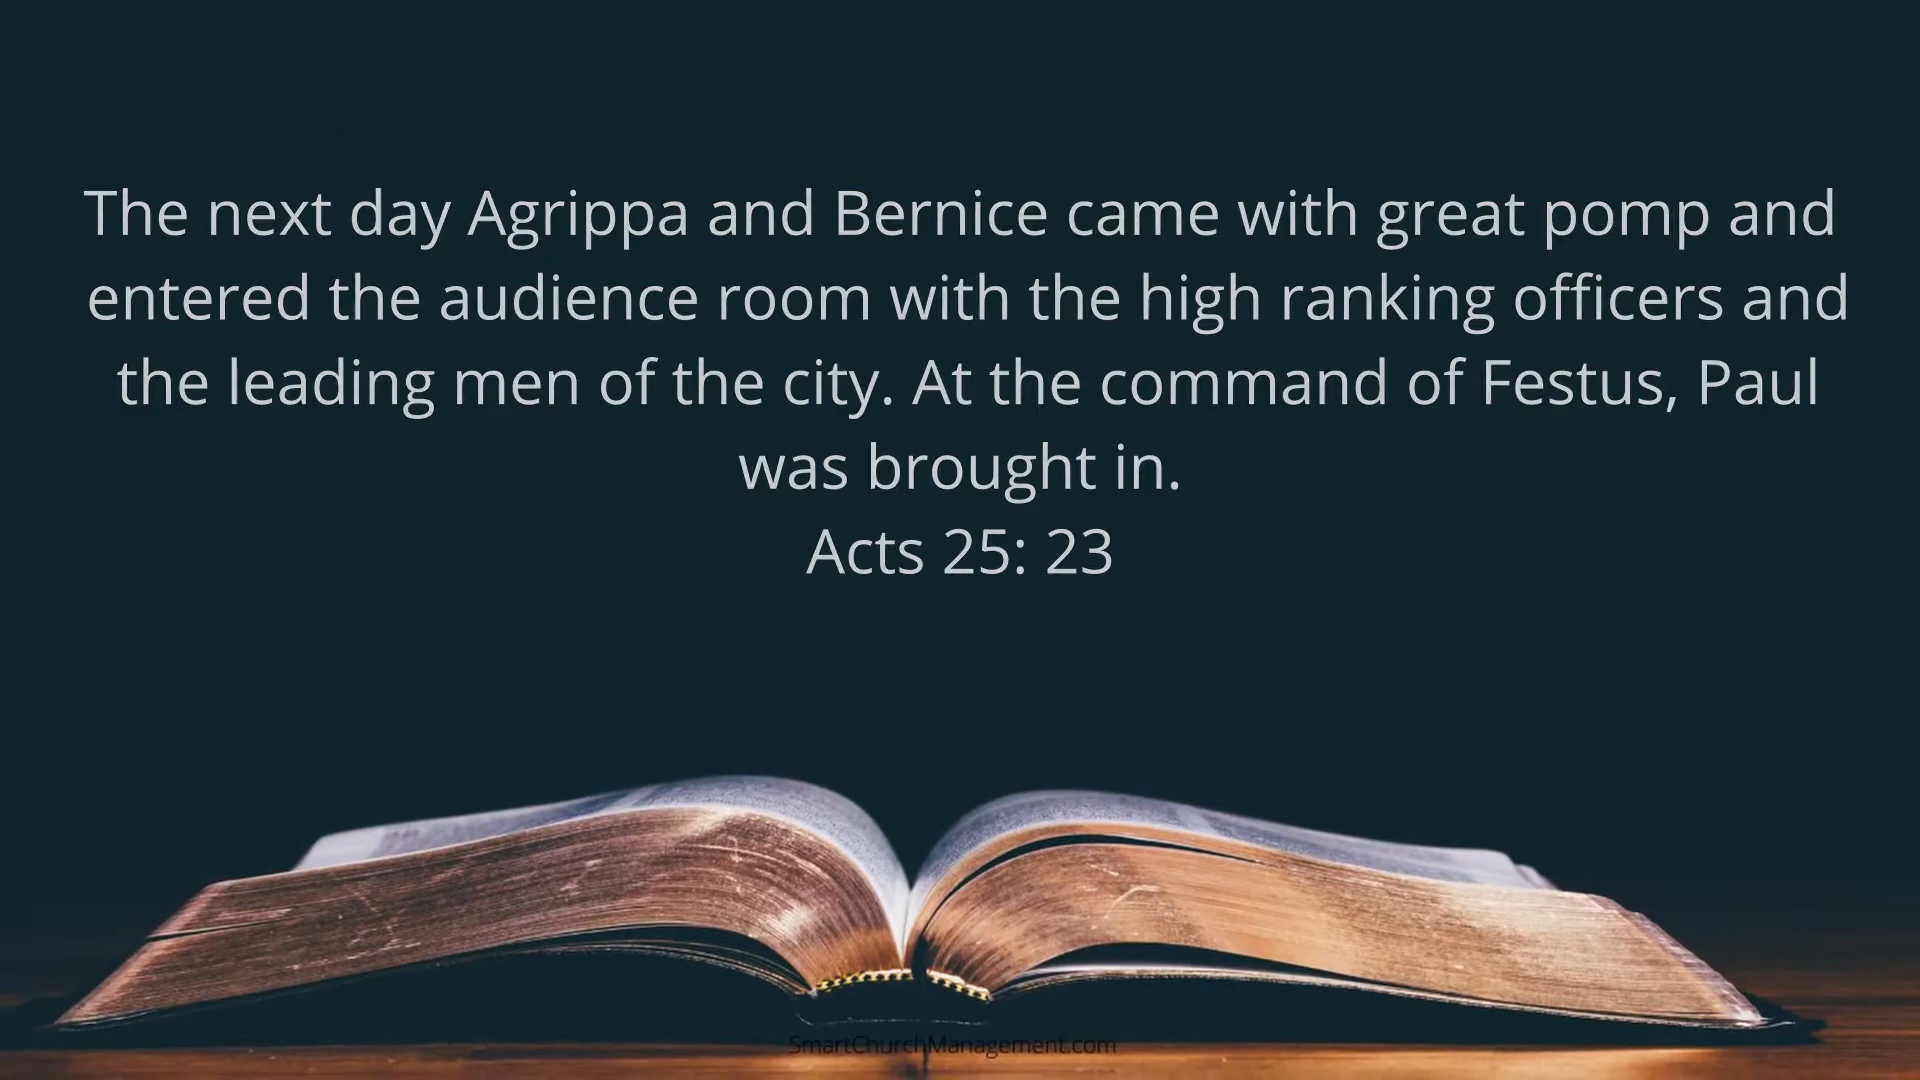 The next day Agrippa and Bernice came with great pomp and
entered the audience room with the high ranking officers and
the leading men of the city. At the command of Festus, Paul
was brought in.
Acts 25: 23
SmartChurchManagement.com